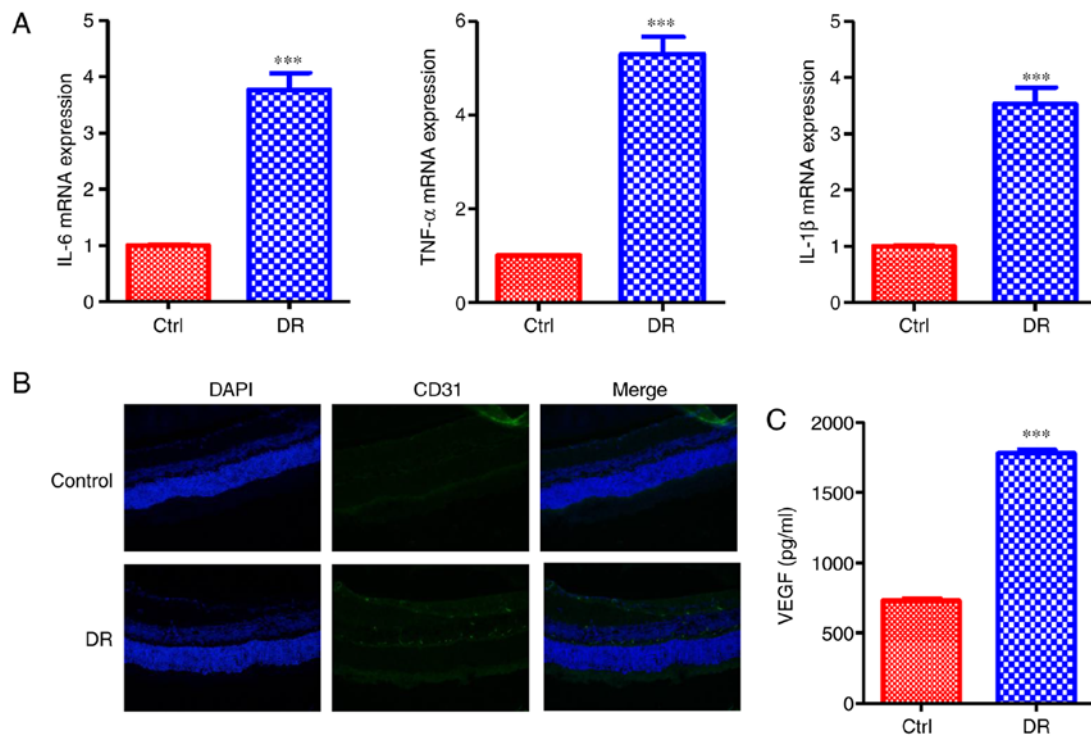 A
IL-6 mRNA expression
5
4
3
2
1
0
***
Ctrl
DR
TNF-α mRNA expression
6
4
2
0
***
Ctrl
DR
IL-1β mRNA expression
5
4
3
2
1
0
***
Ctrl
DR
B
DAPI
CD31
Merge
Control
DR
C
VEGF (pg/ml)
2000
1500
1000
500
0
***
Ctrl
DR